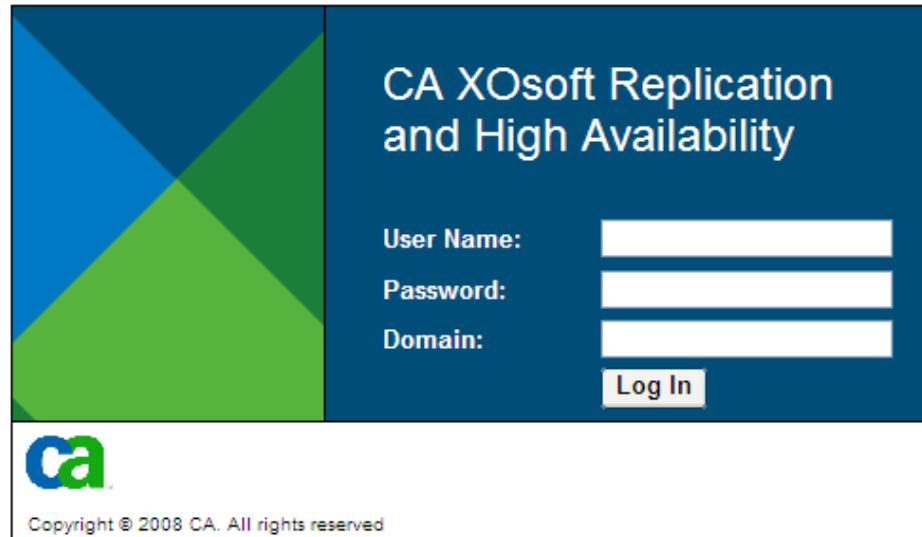 CA XOsoft Replication
and High Availability
User Name:
Password:
Domain:
Log In
ca
Copyright © 2008 CA. All rights reserved